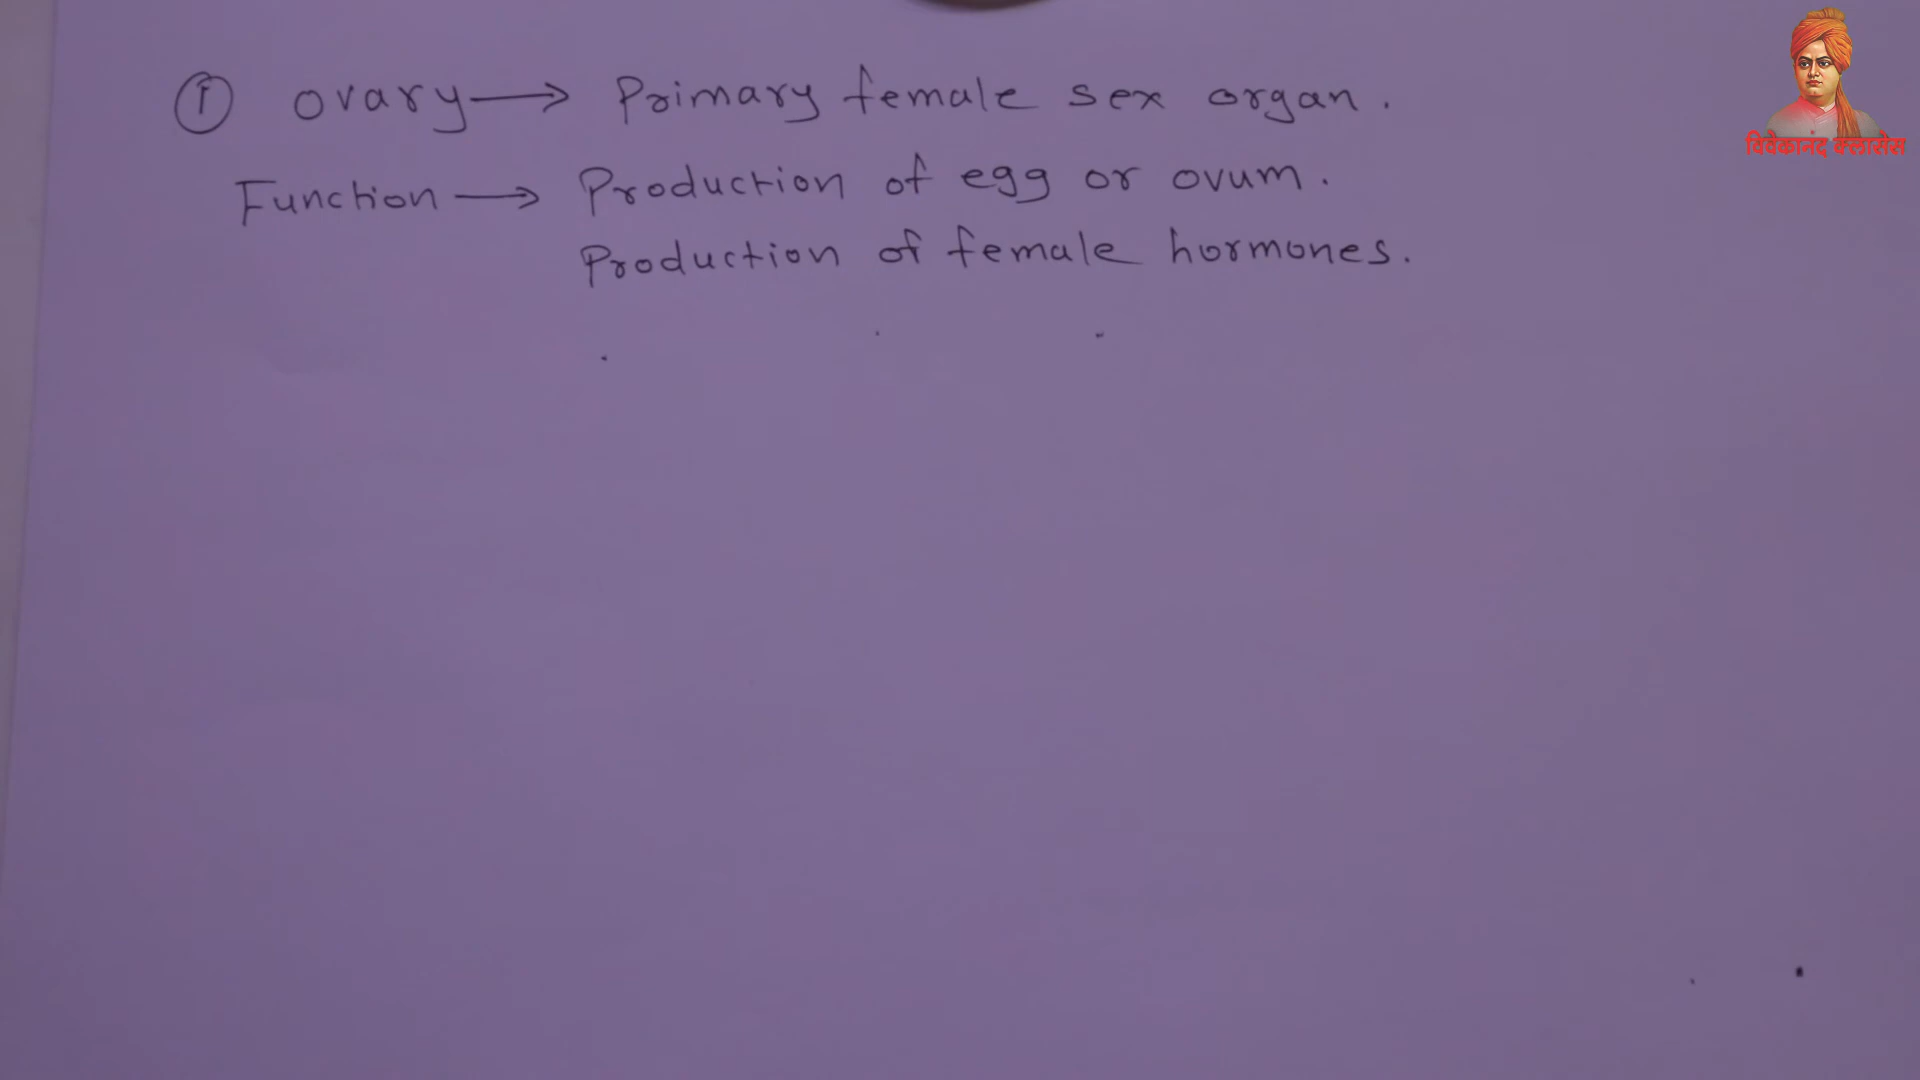 ① ovary → Primary female sex organ.
Function → Production of egg or ovum.
Production of female hormones.
विवेकानंद क्लासेस